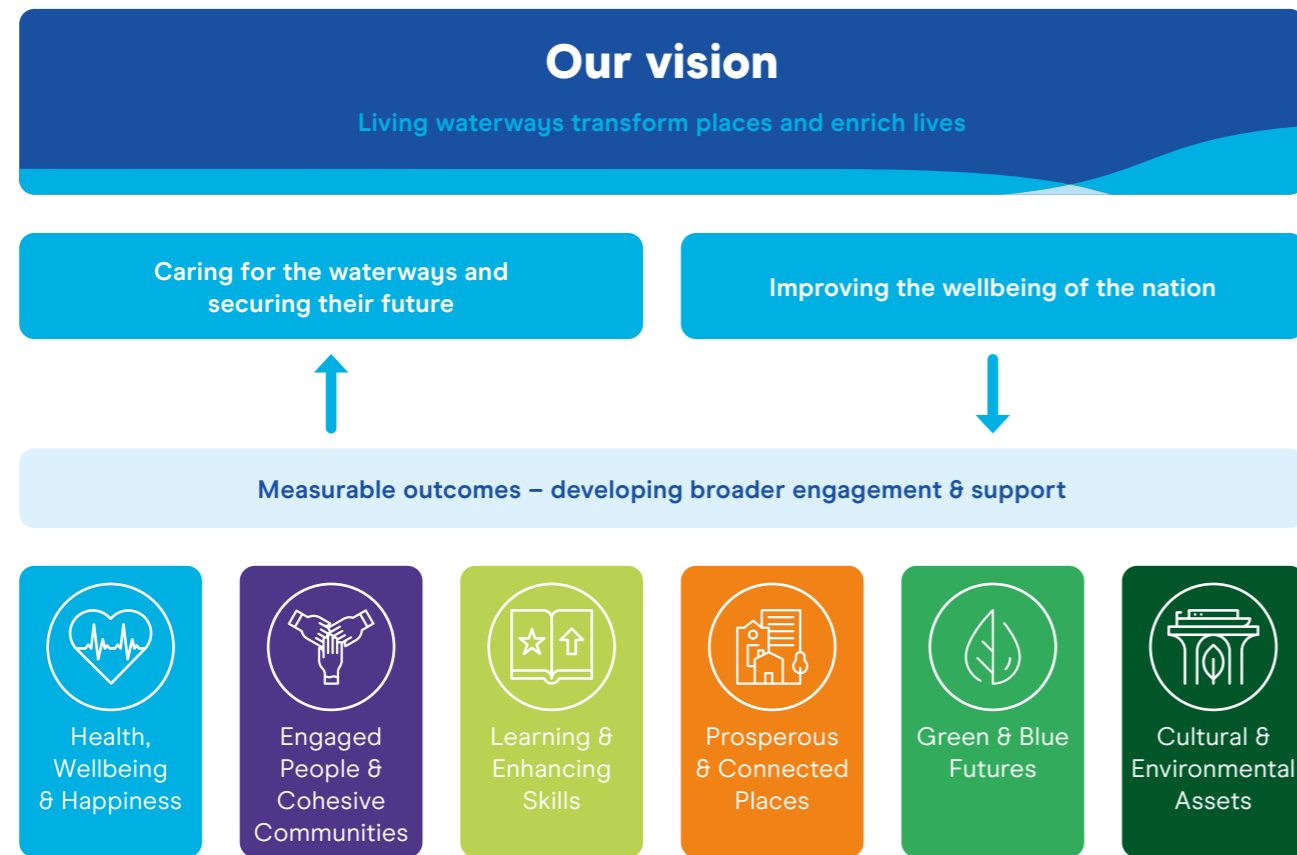 Our vision
Living waterways transform places and enrich lives
Caring for the waterways and
securing their future
Improving the wellbeing of the nation
Measurable outcomes – developing broader engagement & support
Health,
Wellbeing
& Happiness
Engaged
People &
Cohesive
Communities
Learning &
Enhancing
Skills
Prosperous
& Connected
Places
Green & Blue
Futures
Cultural &
Environmental
Assets